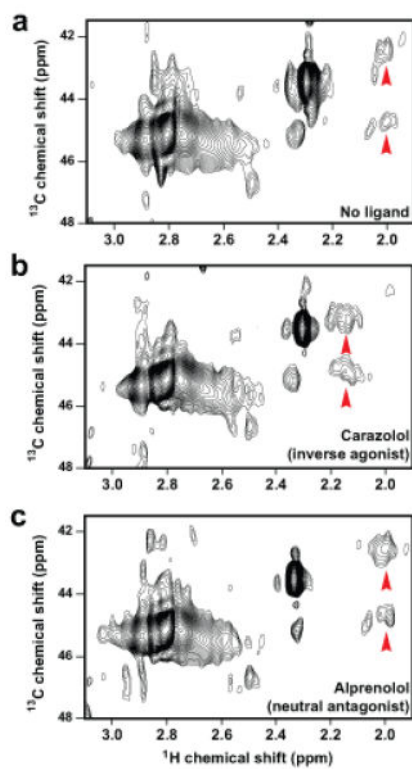 a
42
44
46
48
13C chemical shift (ppm)
No ligand
3.0 2.8 2.6 2.4 2.2 2.0
b
42
44
46
48
13C chemical shift (ppm)
Carazolol
(inverse agonist)
3.0 2.8 2.6 2.4 2.2 2.0
c
42
44
46
48
13C chemical shift (ppm)
Alprenolol
(neutral antagonist)
3.0 2.8 2.6 2.4 2.2 2.0
1H chemical shift (ppm)